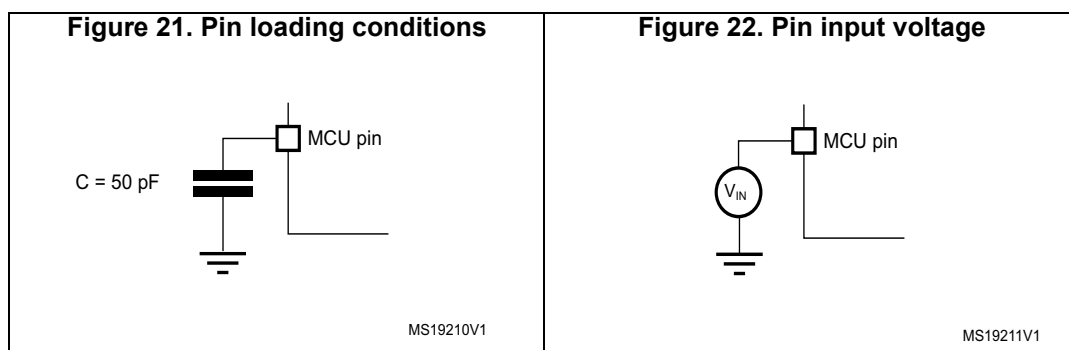 Figure 21. Pin loading conditions
MCU pin
C = 50 pF
MS19210V1
Figure 22. Pin input voltage
MCU pin
VIN
MS19211V1